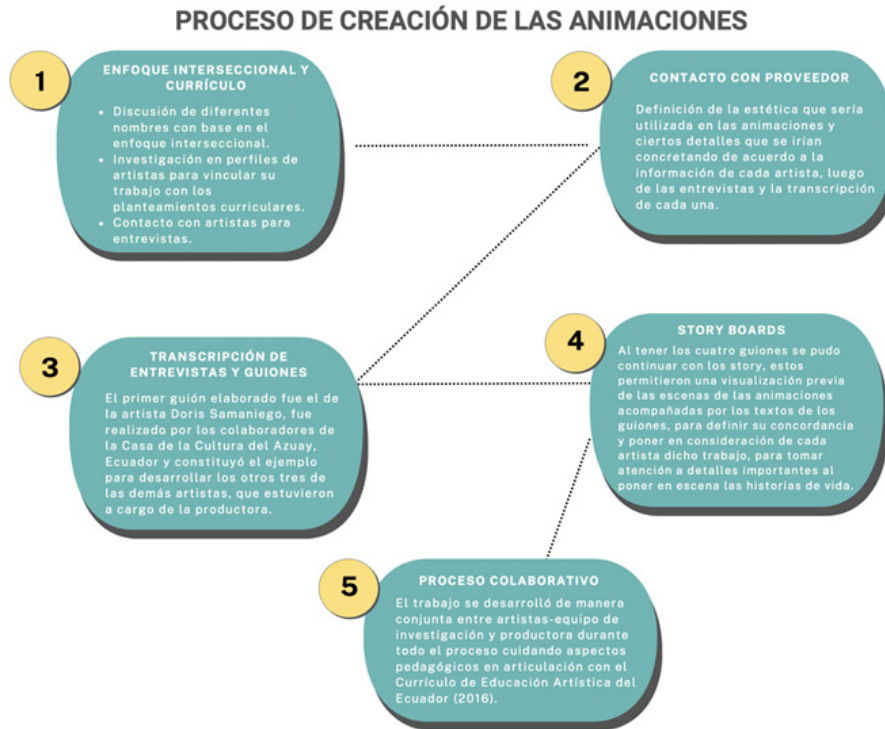 PROCESO DE CREACIÓN DE LAS ANIMACIONES
1
ENFOQUE INTERSECCIONAL Y
CURRÍCULO
• Discusión de diferentes
nombres con base en el
enfoque interseccional.
• Investigación en perfiles de
artistas para vincular su
trabajo con los
planteamientos curriculares.
• Contacto con artistas para
entrevistas.
2
CONTACTO CON PROVEEDOR
Definición de la estética que sería
utilizada en las animaciones y
ciertos detalles que se irían
concretando de acuerdo a la
información de cada artista, luego
de las entrevistas y la transcripción
de cada una.
3
TRANSCRIPCIÓN DE
ENTREVISTAS Y GUIONES
El primer guión elaborado fue el de
la artista Doris Samaniego, fue
realizado por los colaboradores de
la Casa de la Cultura del Azuay,
Ecuador y constituyó el ejemplo
para desarrollar los otros tres de
las demás artistas, que estuvieron
a cargo de la productora.
4
STORY BOARDS
Al tener los cuatro guiones se pudo
continuar con los story, estos
permitieron una visualización previa
de las escenas de las animaciones
acompañadas por los textos de los
guiones, para definir su concordancia
y poner en consideración de cada
artista dicho trabajo, para tomar
atención a detalles importantes al
poner en escena las historias de vida.
5
PROCESO COLABORATIVO
El trabajo se desarrolló de manera
conjunta entre artistas-equipo de
investigación y productora durante
todo el proceso cuidando aspectos
pedagógicos en articulación con el
Currículo de Educación Artística del
Ecuador (2016).